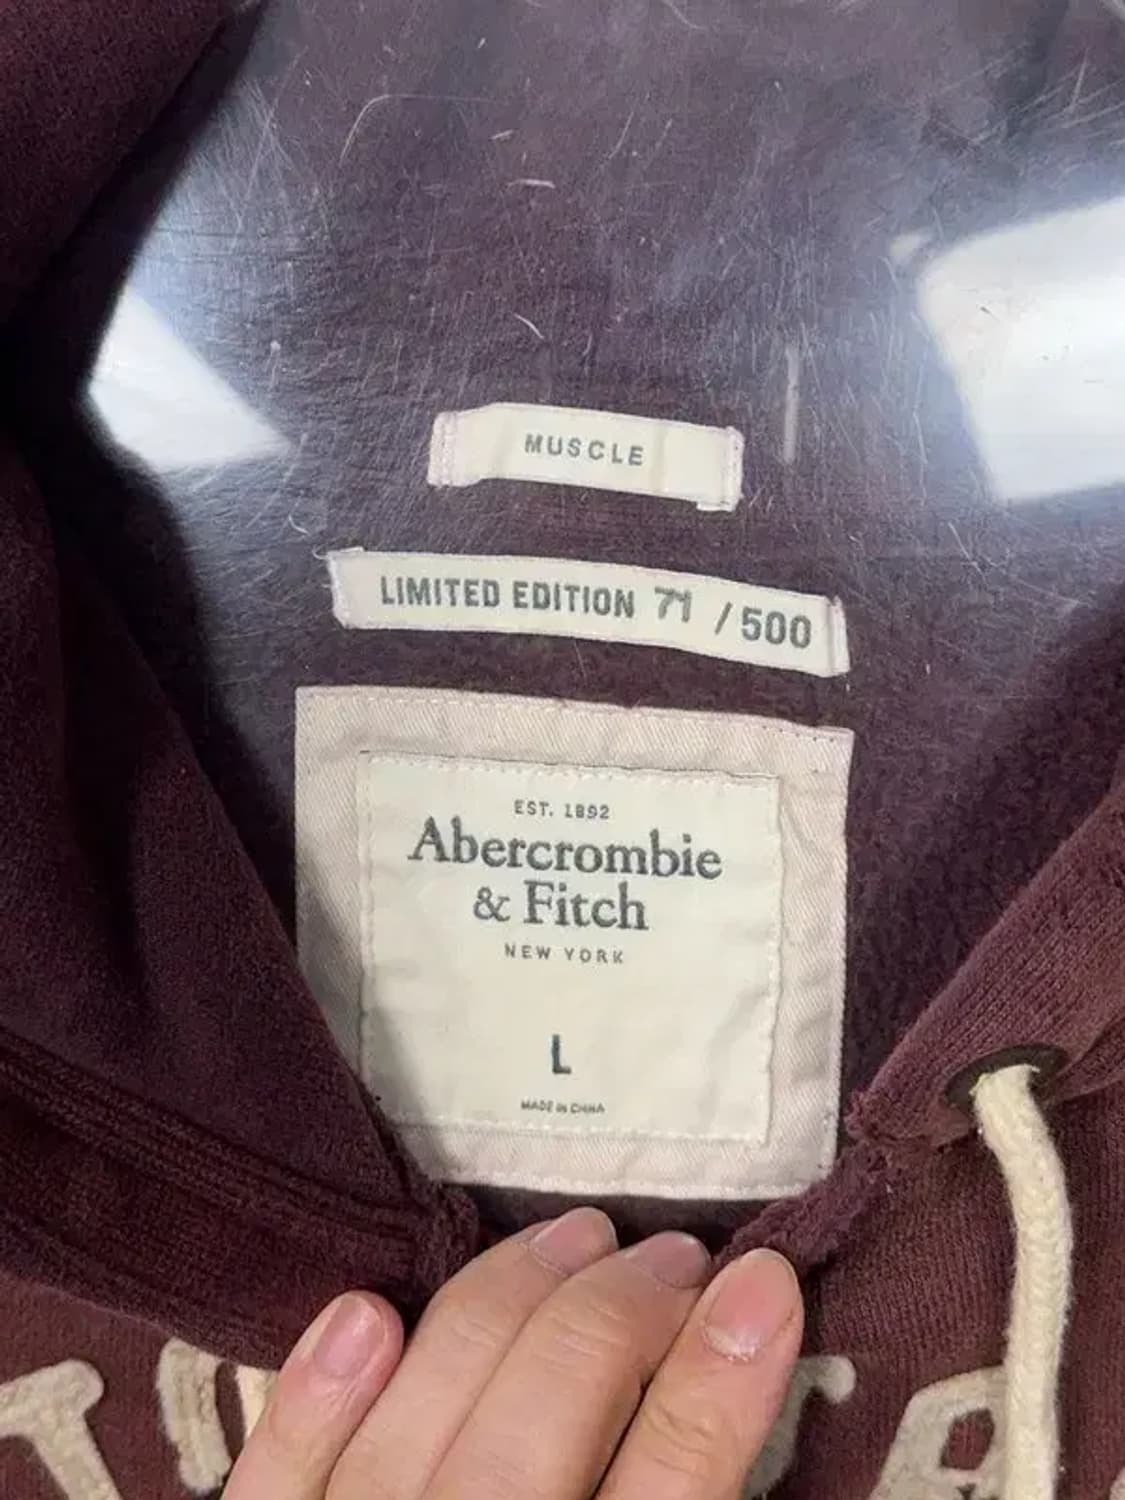 MUSCLE
LIMITED EDITION 71 / 500
EST. 1892
Abercrombie
& Fitch
NEW YORK
L
MADE IN CHINA